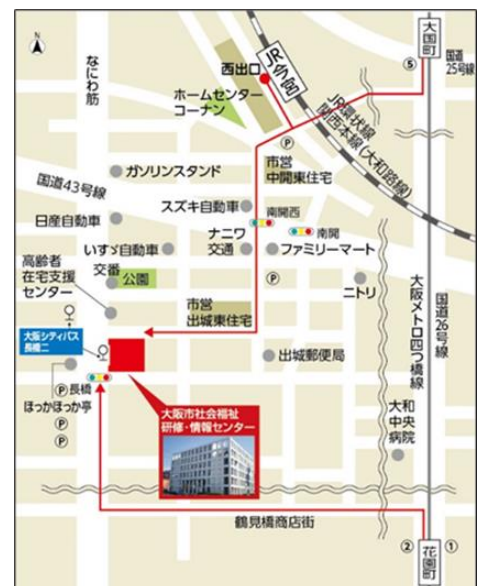 N
なにわ筋
西出口
JR今宮
大国町
⑤
国道
25号線
ホームセンター
コーナン
JR環状線
関西本線(大和路線)
Ⓟ
ガソリンスタンド
市営
中開東住宅
国道43号線
スズキ自動車
南開西
南開
日産自動車
ナニワ
交通
いすゞ自動車
ファミリーマート
高齢者
在宅支援
センター
交番
公園
Ⓟ
ニトリ
市営
出城東住宅
大阪メトロ四つ橋線
国道26号線
大阪シティバス
長橋二
出城郵便局
Ⓟ長橋
ほっかほっか亭
Ⓟ
Ⓟ
大阪市社会福祉
研修・情報センター
大和
中央
病院
鶴見橋商店街
②
①
花園町